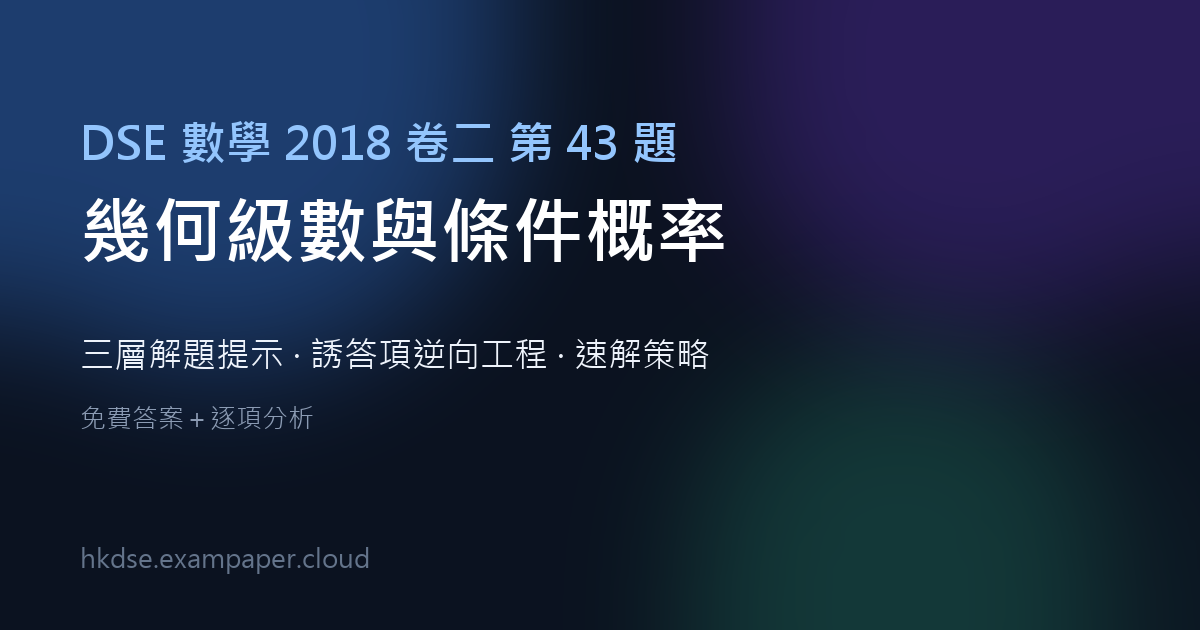 DSE 數學 2018 卷二 第 43 題
幾何級數與條件概率
三層解題提示 · 誘答項逆向工程 · 速解策略
免費答案 + 逐項分析
hkdse.exampaper.cloud